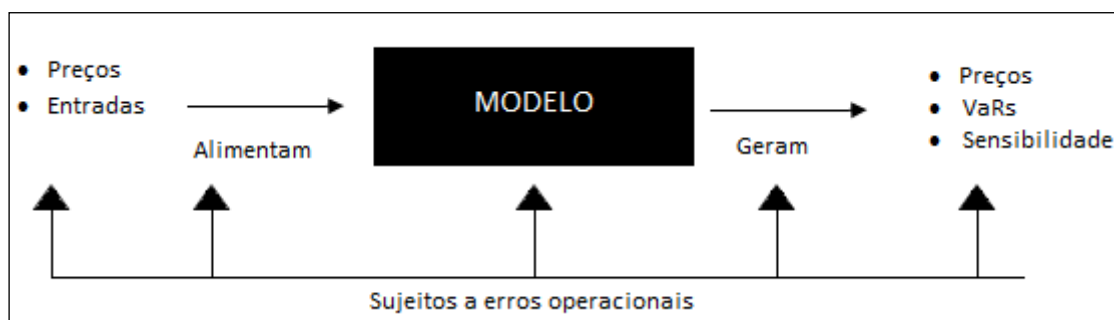 • Preços
• Entradas
Alimentam
MODELO
Geram
• Preços
• VaRs
• Sensibilidade
Sujeitos a erros operacionais